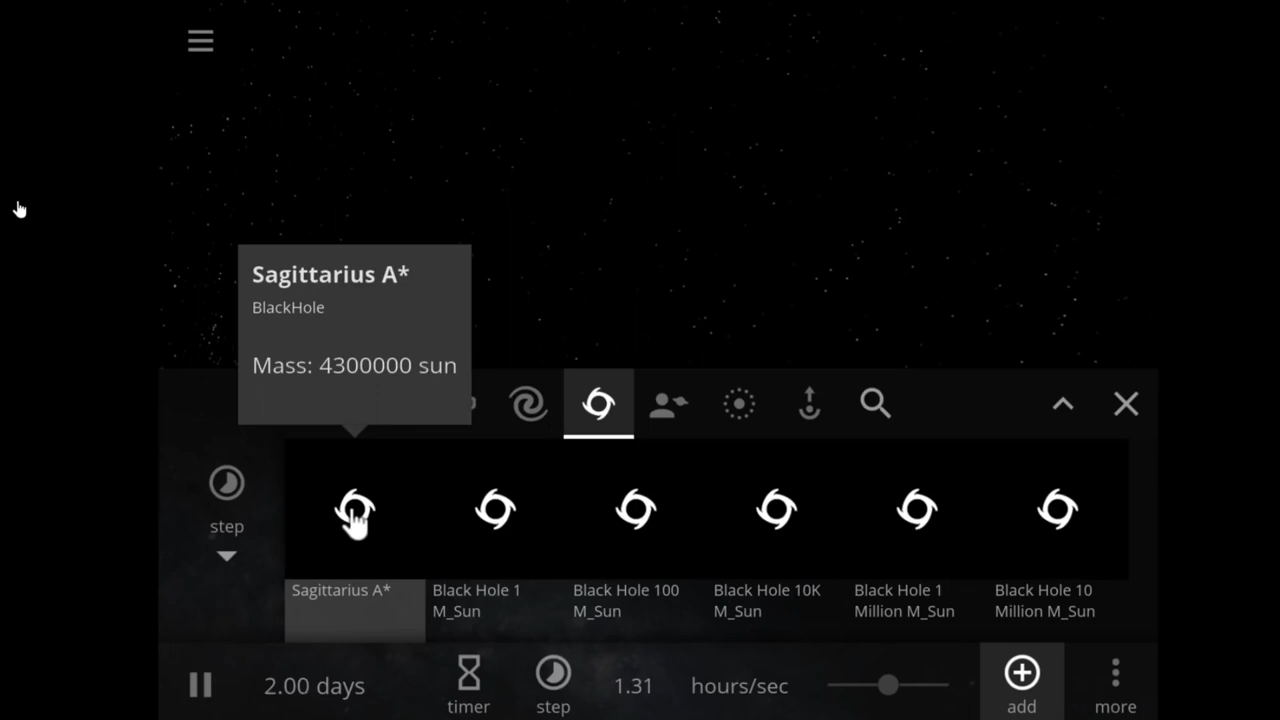 Sagittarius A*
BlackHole
Mass: 4300000 sun
step
Sagittarius A*
Black Hole 1
M_Sun
Black Hole 100
M_Sun
Black Hole 10K
M_Sun
Black Hole 1
Million M_Sun
Black Hole 10
Million M_Sun
2.00 days
timer
step
1.31
hours/sec
add
more